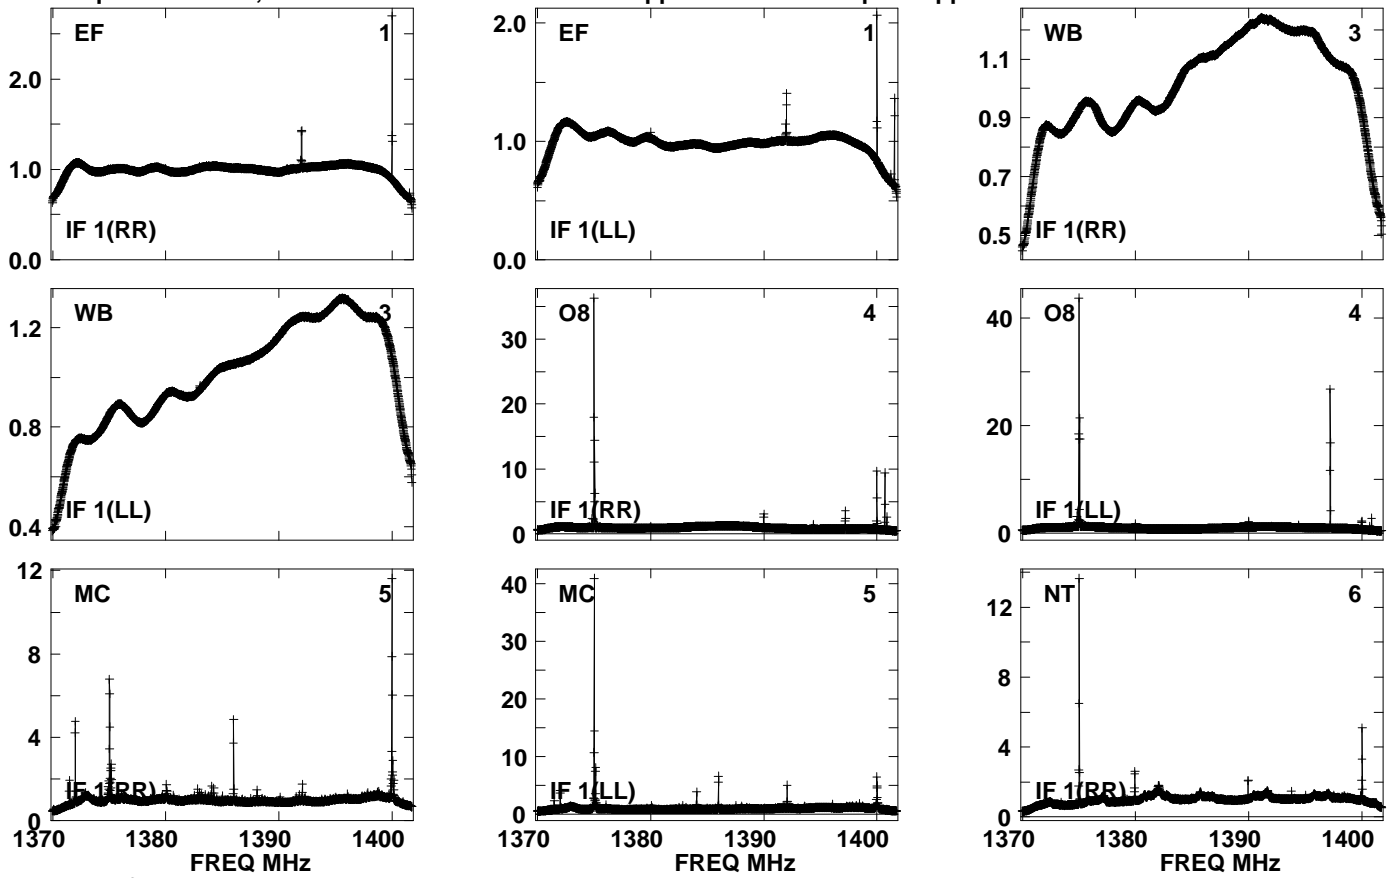 EF 1
2.0
1.0
0.0
IF 1(RR)
EF 1
2.0
1.0
0.0
IF 1(LL)
WB 3
1.1
0.9
0.7
0.5
IF 1(RR)
WB 3
1.2
0.8
0.4
IF 1(LL)
O8 4
30
20
10
0
IF 1(RR)
O8 4
40
20
0
IF 1(LL)
MC 5
12
8
4
0
IF 1(RR)
1370 1380 1390 1400
FREQ MHz
MC 5
40
30
20
10
0
IF 1(LL)
1370 1380 1390 1400
FREQ MHz
NT 6
12
8
4
0
IF 1(RR)
1370 1380 1390 1400
FREQ MHz